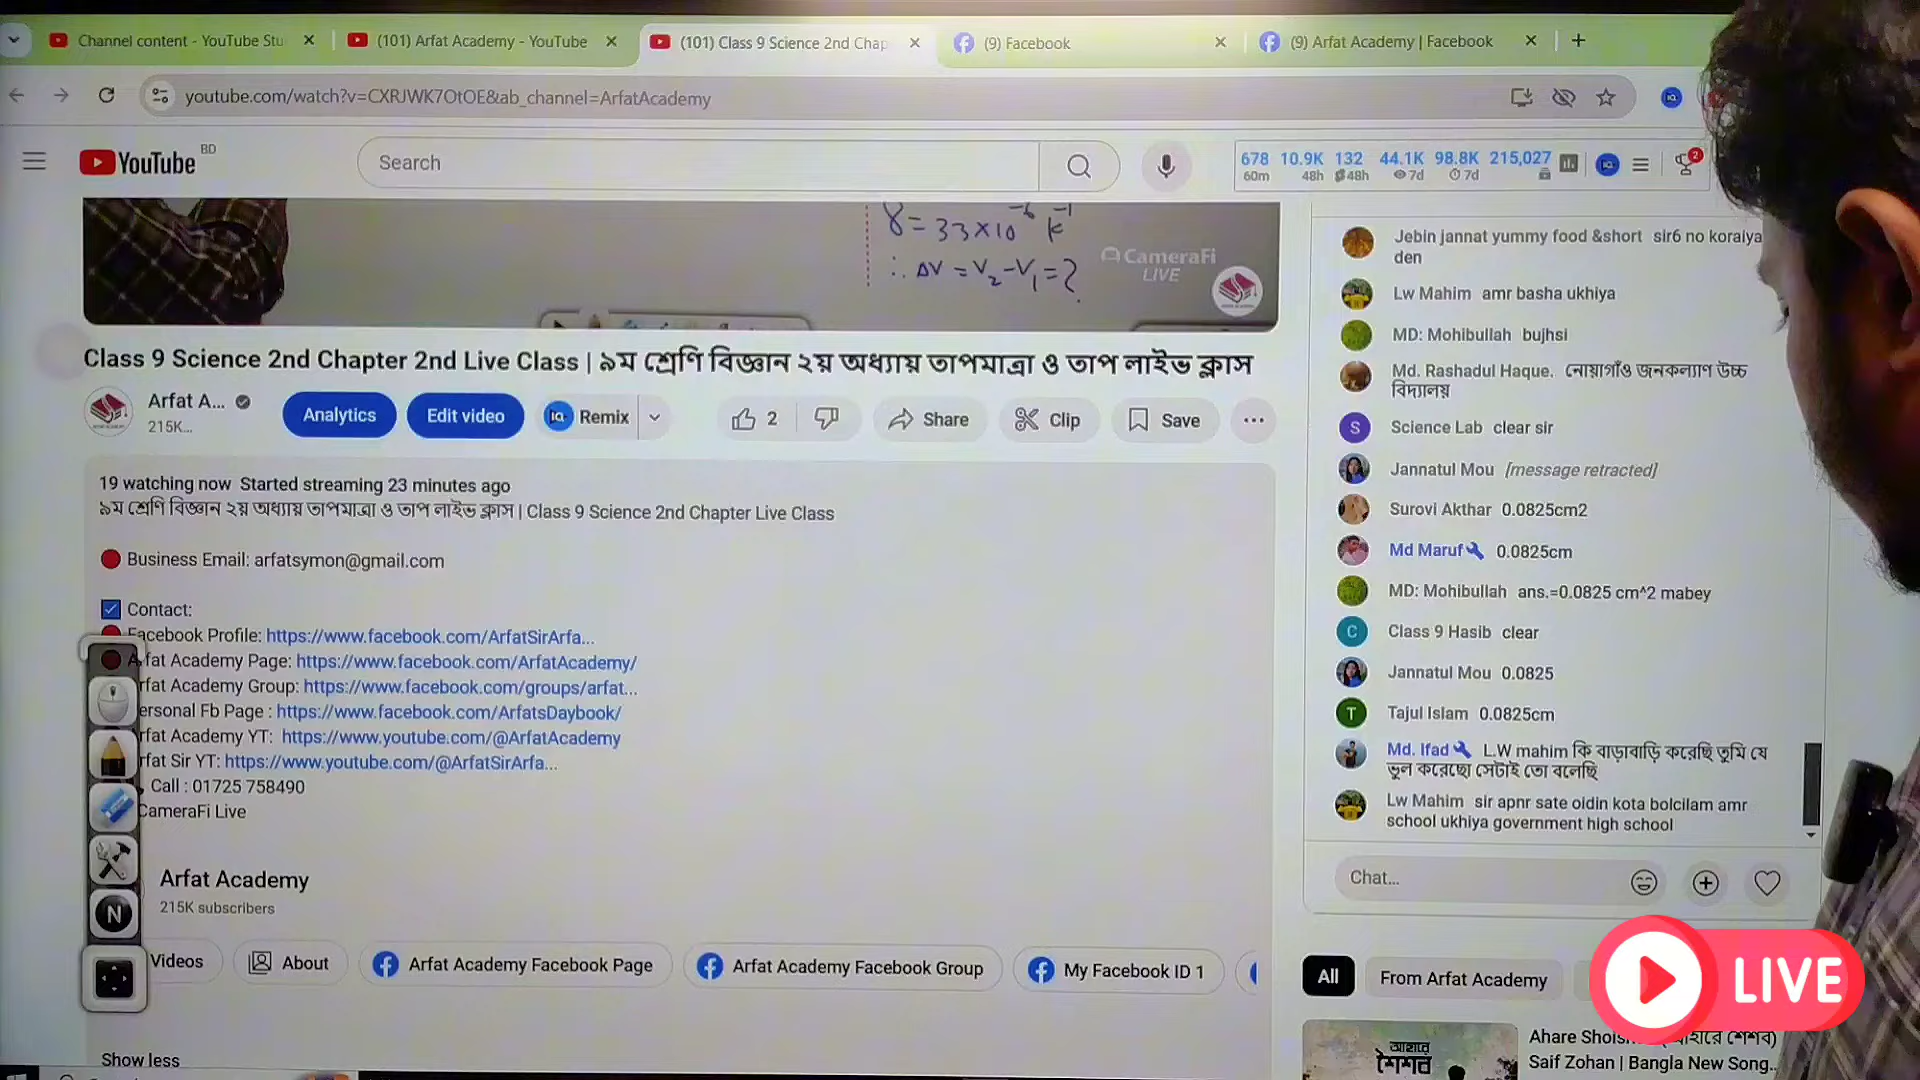 Channel content - YouTube Stu
(101) Arfat Academy - YouTube
(101) Class 9 Science 2nd Chap
(9) Facebook
(9) Arfat Academy | Facebook
youtube.com/watch?v=CXRJWK7OtOE&ab_channel=ArfatAcademy
YouTube BD
Search
678 10.9K 132 44.1K 98.8K 215,027
60m 48h 48h 7d 7d
2
γ = 33×10⁻⁶ k⁻¹
∴ ΔV = V₂-V₁ = ?
CameraFi
LIVE
Class 9 Science 2nd Chapter 2nd Live Class | ৯ম শ্রেণি বিজ্ঞান ২য় অধ্যায় তাপমাত্রা ও তাপ লাইভ ক্লাস
Arfat A...
215K...
Analytics
Edit video
Remix
2
Share
Clip
Save
19 watching now Started streaming 23 minutes ago
৯ম শ্রেণি বিজ্ঞান ২য় অধ্যায় তাপমাত্রা ও তাপ লাইভ ক্লাস | Class 9 Science 2nd Chapter Live Class
Business Email: arfatsymon@gmail.com
Contact:
Facebook Profile: https://www.facebook.com/ArfatSirArfa...
Arfat Academy Page: https://www.facebook.com/ArfatAcademy/
rfat Academy Group: https://www.facebook.com/groups/arfat...
ersonal Fb Page : https://www.facebook.com/ArfatsDaybook/
rfat Academy YT: https://www.youtube.com/@ArfatAcademy
rfat Sir YT: https://www.youtube.com/@ArfatSirArfa...
Call : 01725 758490
CameraFi Live
N
Arfat Academy
215K subscribers
Videos
About
Arfat Academy Facebook Page
Arfat Academy Facebook Group
My Facebook ID 1
Show less
Jebin jannat yummy food &short sir6 no koraiya
den
Lw Mahim amr basha ukhiya
MD: Mohibullah bujhsi
Md. Rashadul Haque. নোয়াগাঁও জনকল্যাণ উচ্চ
বিদ্যালয়
S Science Lab clear sir
Jannatul Mou [message retracted]
Surovi Akthar 0.0825cm2
Md Maruf 0.0825cm
MD: Mohibullah ans.=0.0825 cm^2 mabey
C Class 9 Hasib clear
Jannatul Mou 0.0825
T Tajul Islam 0.0825cm
Md. Ifad L.W mahim কি বাড়াবাড়ি করেছি তুমি যে
ভুল করেছো সেটাই তো বলেছি
Lw Mahim sir apnr sate oidin kota bolcilam amr
school ukhiya government high school
Chat...
All
From Arfat Academy
LIVE
আহারে
শৈশব
Ahare
Saif Zohan | Bangla New Song..